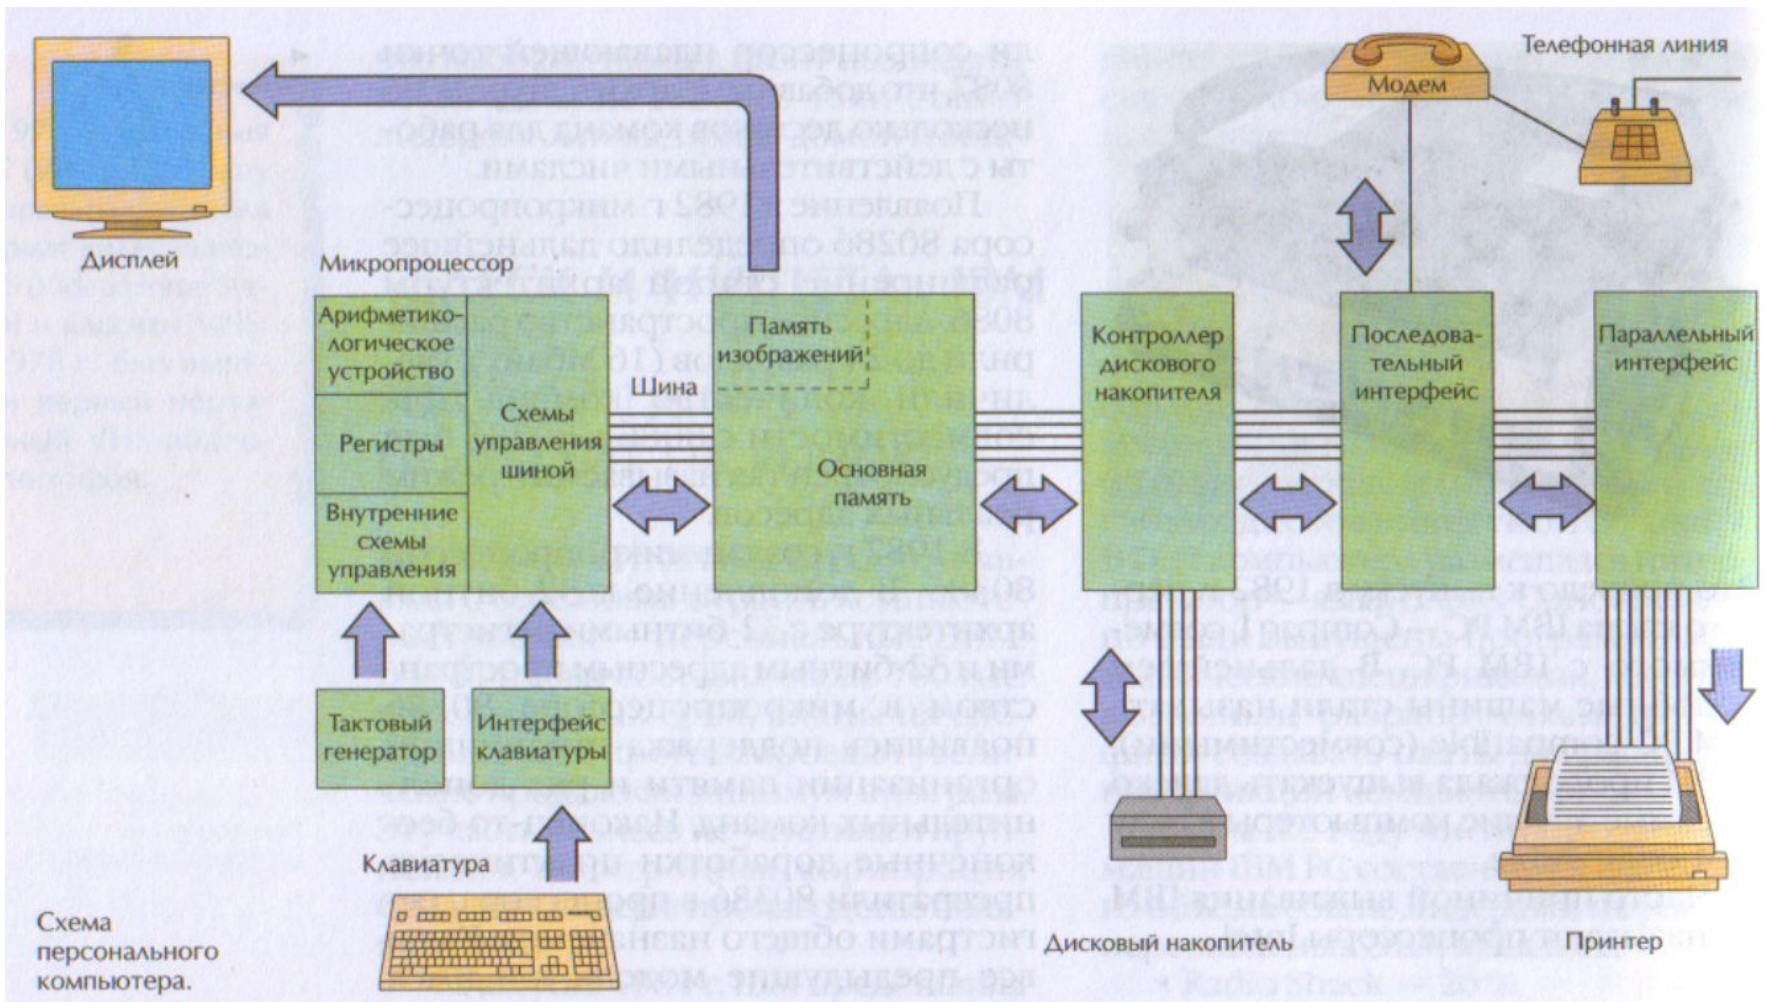 Дисплей
Модем
Телефонная линия
Микропроцессор
Арифметико-
логическое
устройство
Регистры
Внутренние
схемы
управления
Схемы
управления
шиной
Шина
Память
изображений
Основная
память
Контроллер
дискового
накопителя
Последова-
тельный
интерфейс
Параллельный
интерфейс
Тактовый
генератор
Интерфейс
клавиатуры
Клавиатура
Дисковый накопитель
Принтер
Схема
персонального
компьютера.